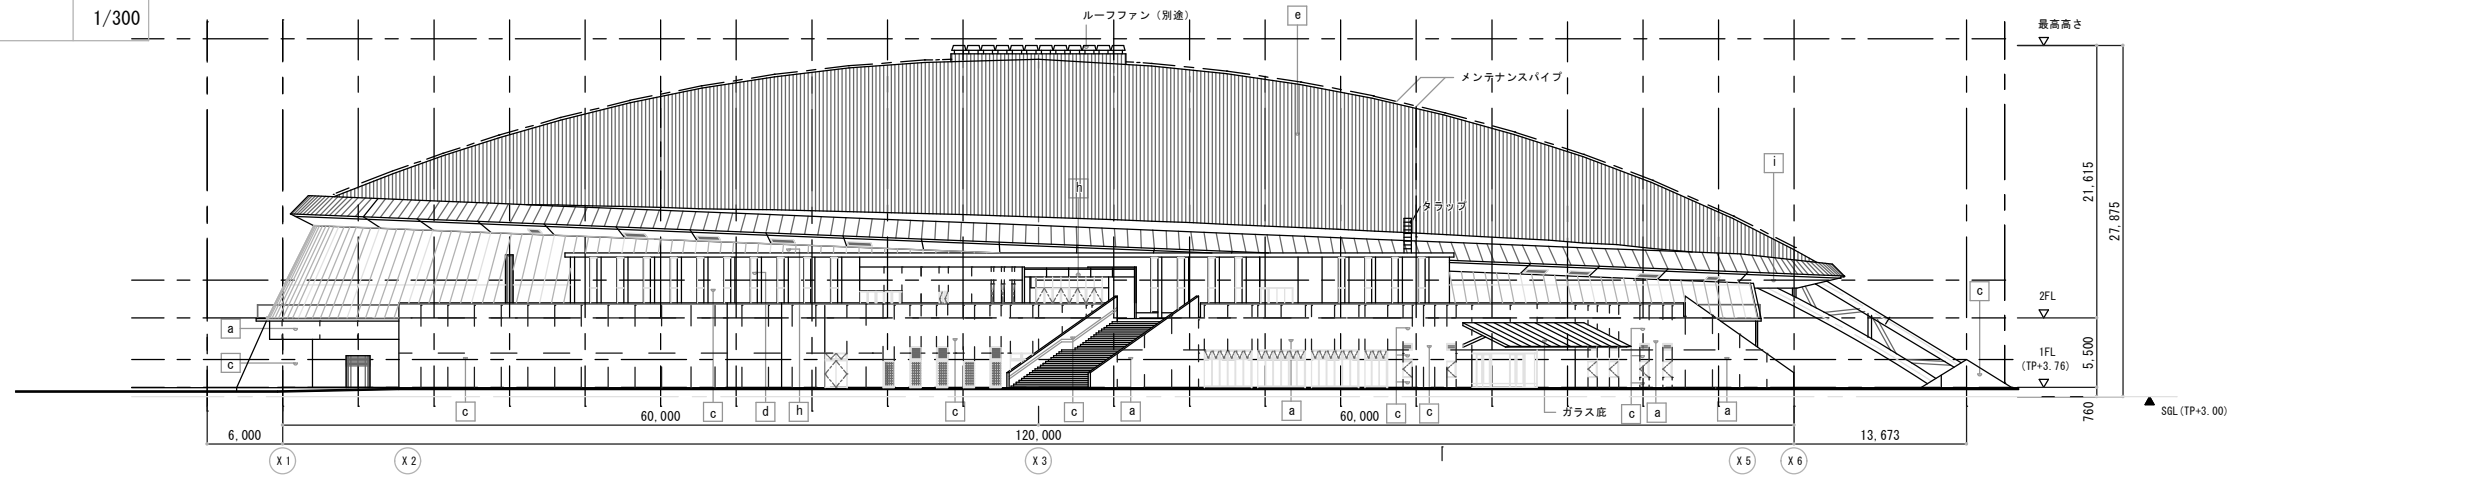 1/300
ルーフファン（別途）
e
最高高さ
メンテナンスパイプ
i
h
タラップ
21,615
27,875
c
2FL
a
1FL
(TP+3.76)
5,500
c
c
c
d
h
c
c
a
a
c
c
ガラス庇
c
a
a
760
SGL(TP+3.00)
60,000
60,000
6,000
120,000
13,673
X1
X2
X3
X5
X6